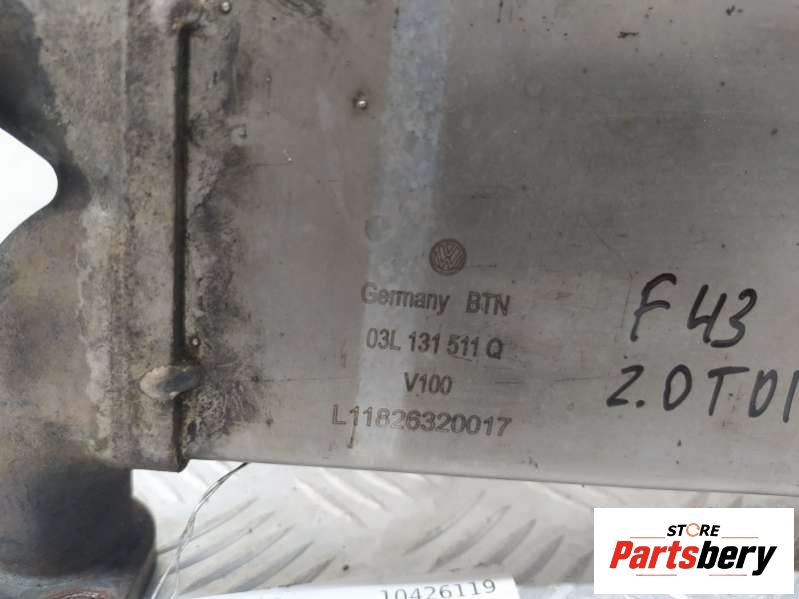 Germany BTN
03L 131 511 Q
V100
L11826320017
F43
2.0TDI
10426119
STORE
Partsbery